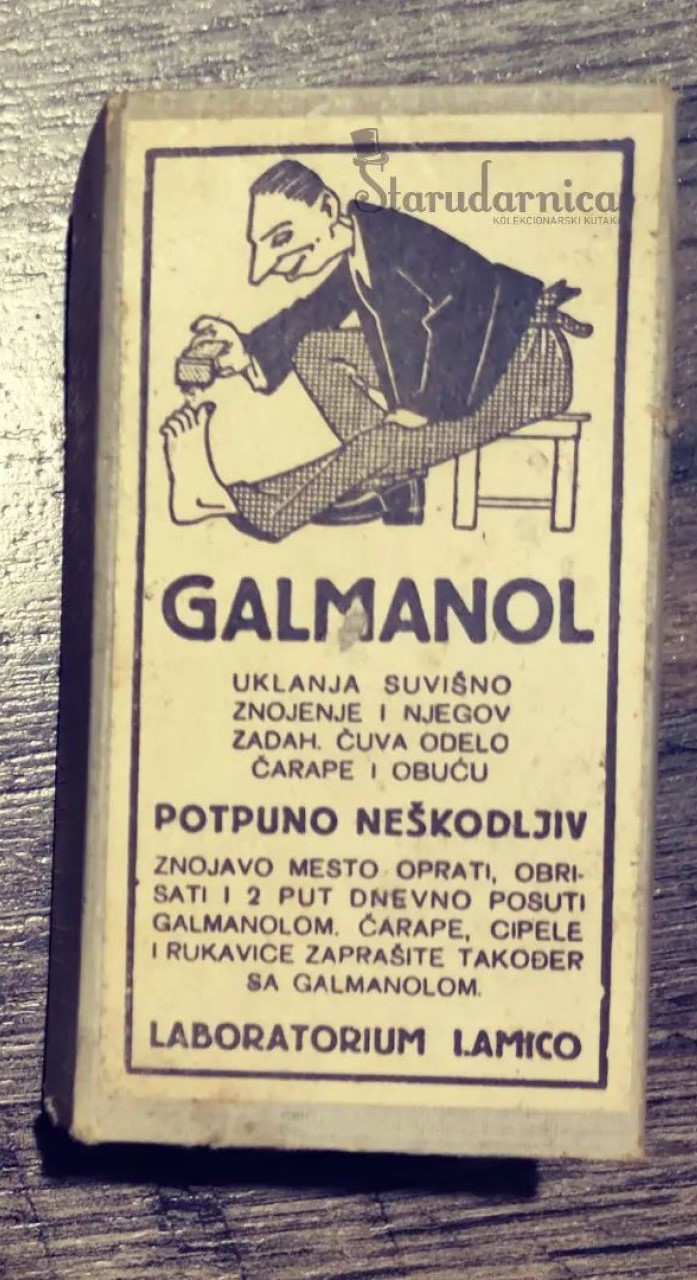 Starudarnica
KOLEKCIONARSKI KUTAK
GALMANOL
UKLANJA SUVIŠNO
ZNOJENJE I NJEGOV
ZADAH. ČUVA ODELO
ČARAPE I OBUĆU
POTPUNO NEŠKODLJIV
ZNOJAVO MESTO OPRATI, OBRI-
SATI I 2 PUT DNEVNO POSUTI
GALMANOLOM. ČARAPE, CIPELE
I RUKAVICE ZAPRAŠITE TAKOĐER
SA GALMANOLOM.
LABORATORIUM I.AMICO